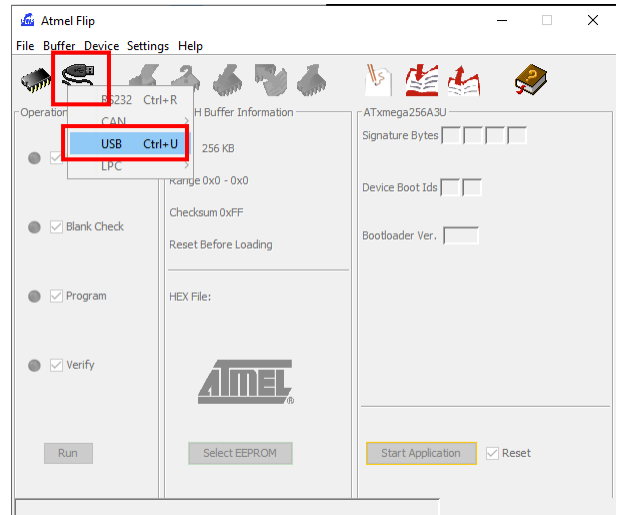 Atmel Flip
File Buffer Device Settings Help
RS232 Ctrl+R
CAN
USB Ctrl+U
LPC
Operation
Blank Check
Program
Verify
Run
H Buffer Information
256 KB
Range 0x0 - 0x0
Checksum 0xFF
Reset Before Loading
HEX File:
ATMEL
®
Select EEPROM
ATxmega256A3U
Signature Bytes
Device Boot Ids
Bootloader Ver.
Start Application
Reset